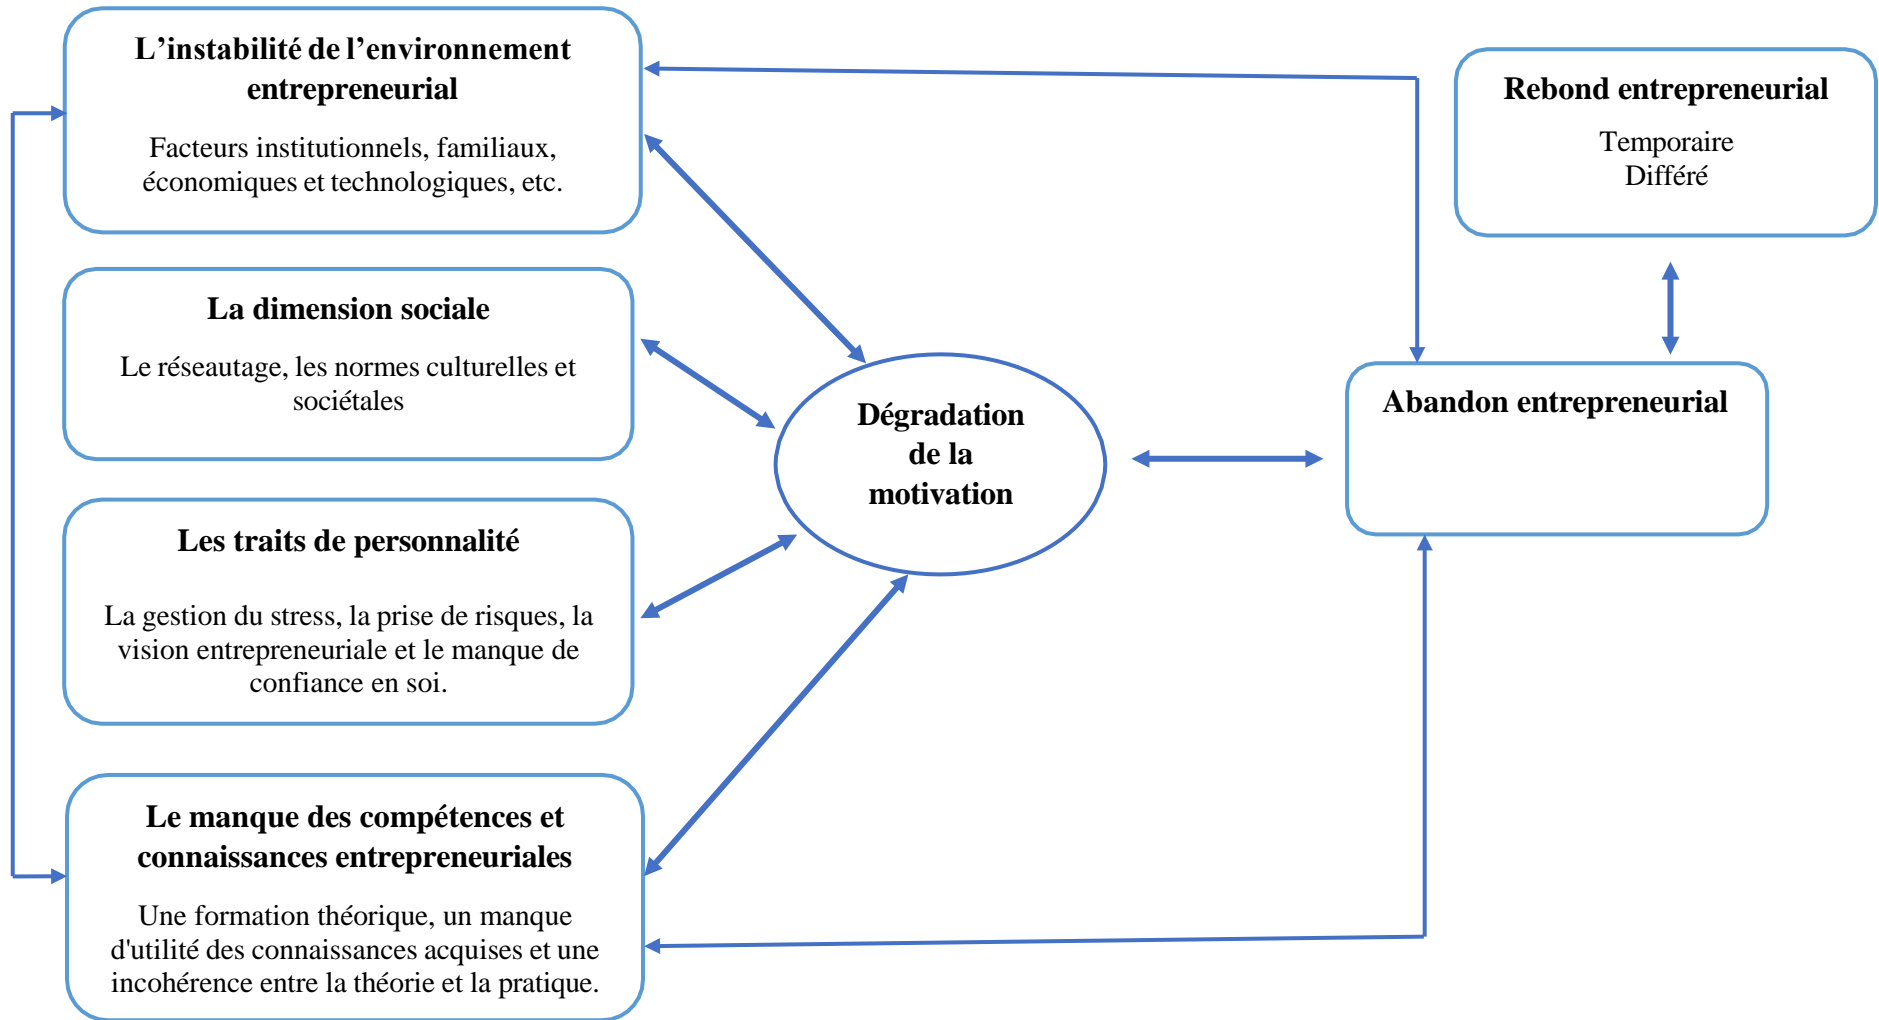 L’instabilité de l’environnement
entrepreneurial
Facteurs institutionnels, familiaux,
économiques et technologiques, etc.
La dimension sociale
Le réseautage, les normes culturelles et
sociétales
Les traits de personnalité
La gestion du stress, la prise de risques, la
vision entrepreneuriale et le manque de
confiance en soi.
Le manque des compétences et
connaissances entrepreneuriales
Une formation théorique, un manque
d'utilité des connaissances acquises et une
incohérence entre la théorie et la pratique.
Dégradation
de la
motivation
Rebond entrepreneurial
Temporaire
Différé
Abandon entrepreneurial